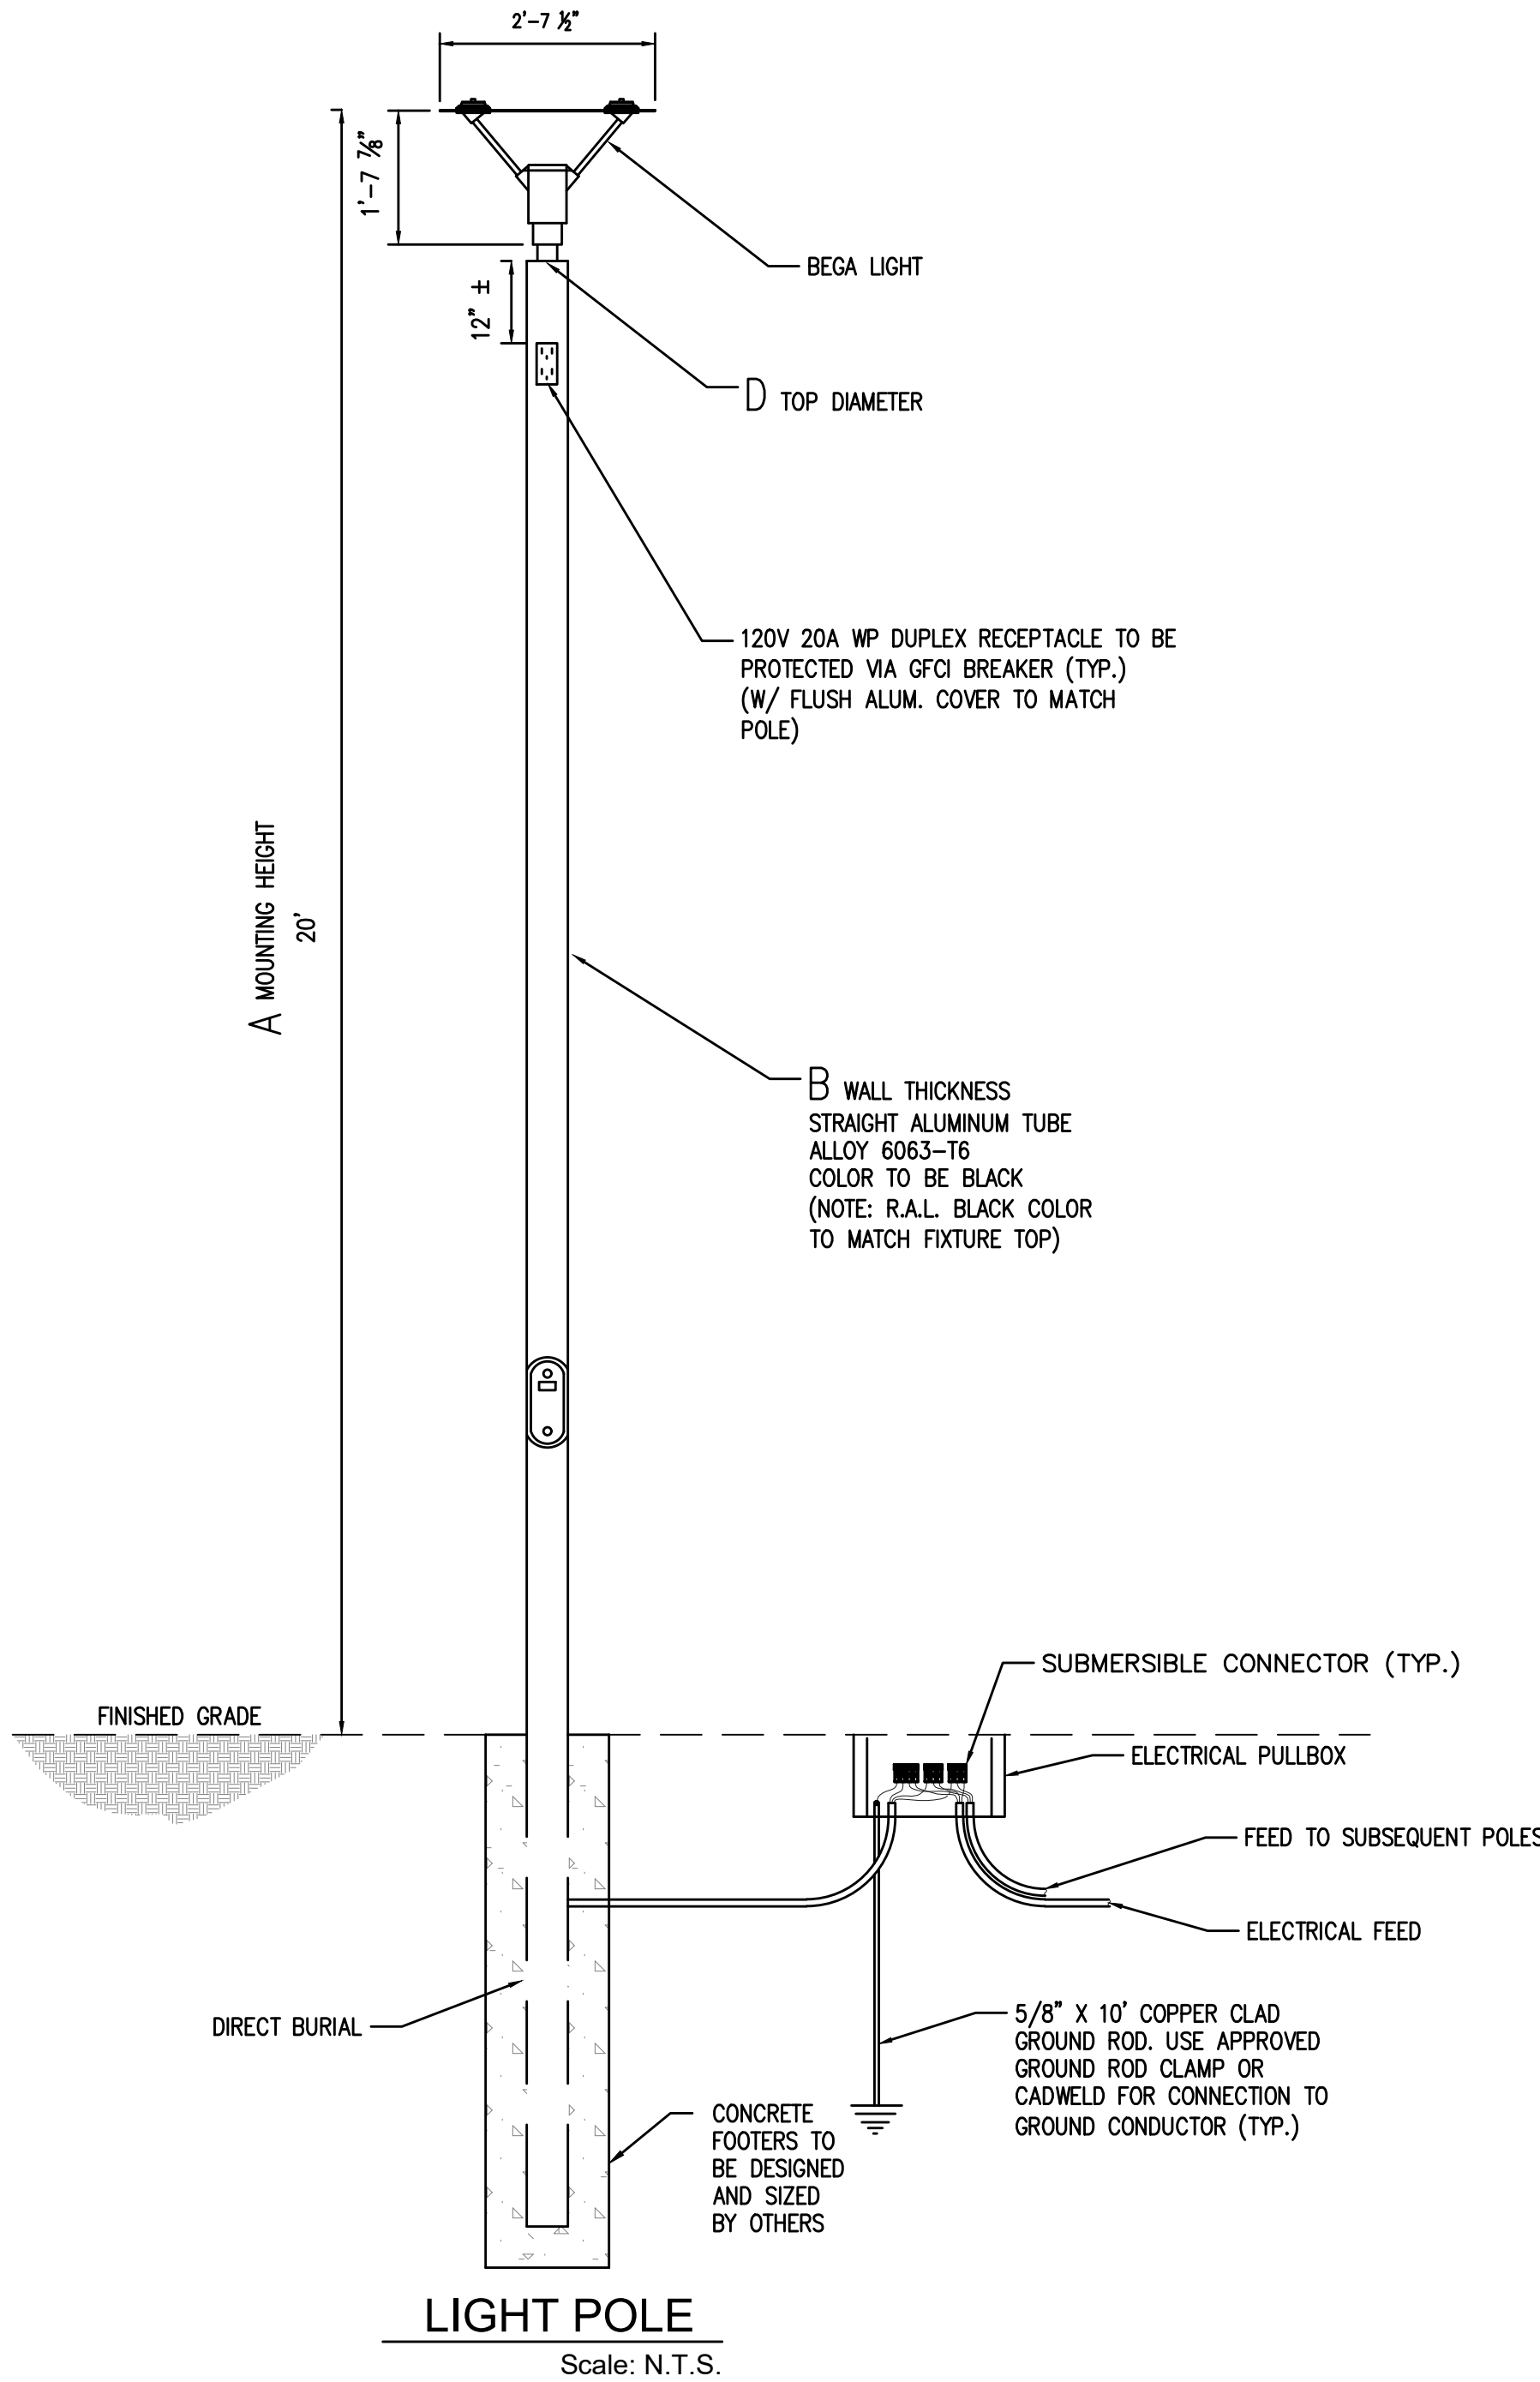 2'-7 ½"
1'-7 ⅞"
BEGA LIGHT
12" ±
D TOP DIAMETER
120V 20A WP DUPLEX RECEPTACLE TO BE
PROTECTED VIA GFCI BREAKER (TYP.)
(W/ FLUSH ALUM. COVER TO MATCH
POLE)
A MOUNTING HEIGHT
20'
B WALL THICKNESS
STRAIGHT ALUMINUM TUBE
ALLOY 6063-T6
COLOR TO BE BLACK
(NOTE: R.A.L. BLACK COLOR
TO MATCH FIXTURE TOP)
SUBMERSIBLE CONNECTOR (TYP.)
FINISHED GRADE
ELECTRICAL PULLBOX
FEED TO SUBSEQUENT POLES
ELECTRICAL FEED
DIRECT BURIAL
5/8" X 10' COPPER CLAD
GROUND ROD. USE APPROVED
GROUND ROD CLAMP OR
CADWELD FOR CONNECTION TO
GROUND CONDUCTOR (TYP.)
CONCRETE
FOOTERS TO
BE DESIGNED
AND SIZED
BY OTHERS
LIGHT POLE
Scale: N.T.S.